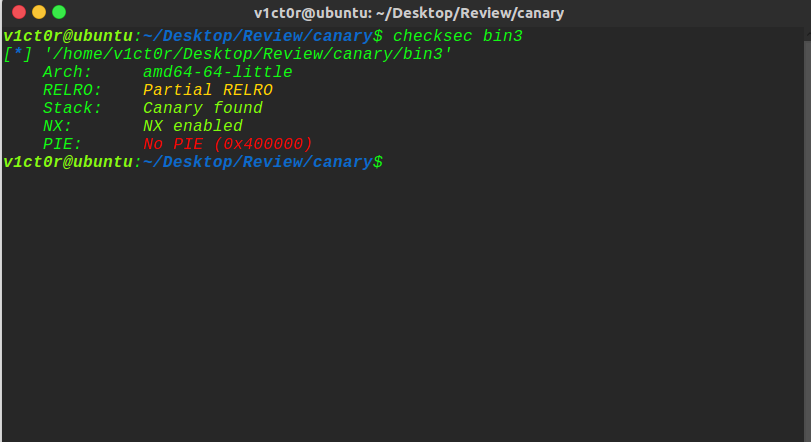 v1ct0r@ubuntu: ~/Desktop/Review/canary
v1ct0r@ubuntu:~/Desktop/Review/canary$ checksec bin3
[*] '/home/v1ct0r/Desktop/Review/canary/bin3'
    Arch:     amd64-64-little
    RELRO:    Partial RELRO
    Stack:    Canary found
    NX:       NX enabled
    PIE:      No PIE (0x400000)
v1ct0r@ubuntu:~/Desktop/Review/canary$